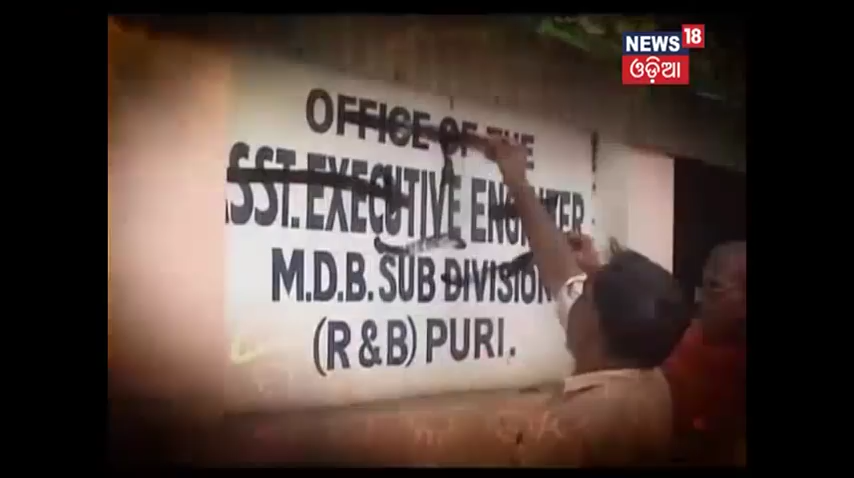 NEWS 18
ଓଡ଼ିଆ
OFFICE OF THE
ASST. EXECUTIVE ENGINEER
M.D.B. SUB DIVISION
(R & B) PURI.